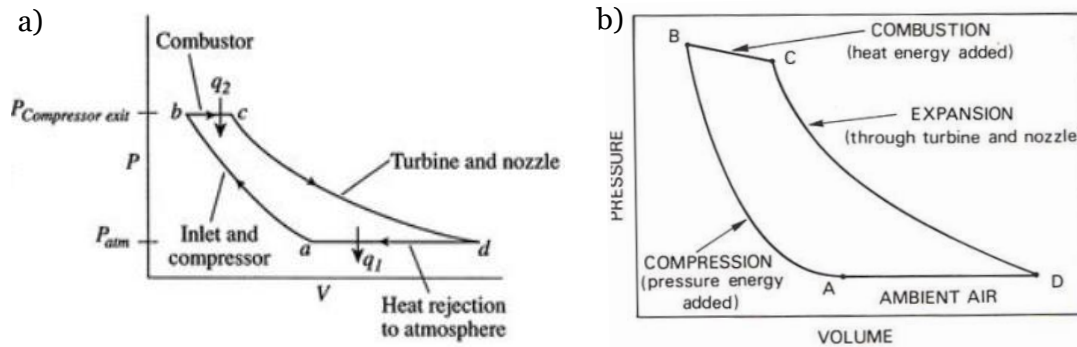 a)
Combustor
q2
PCompressor exit
b
c
P
Turbine and nozzle
Patm
Inlet and
compressor
a
q1
d
V
Heat rejection
to atmosphere
b)
B
COMBUSTION
(heat energy added)
C
EXPANSION
(through turbine and nozzle
PRESSURE
COMPRESSION
(pressure energy
added)
A
AMBIENT AIR
D
VOLUME